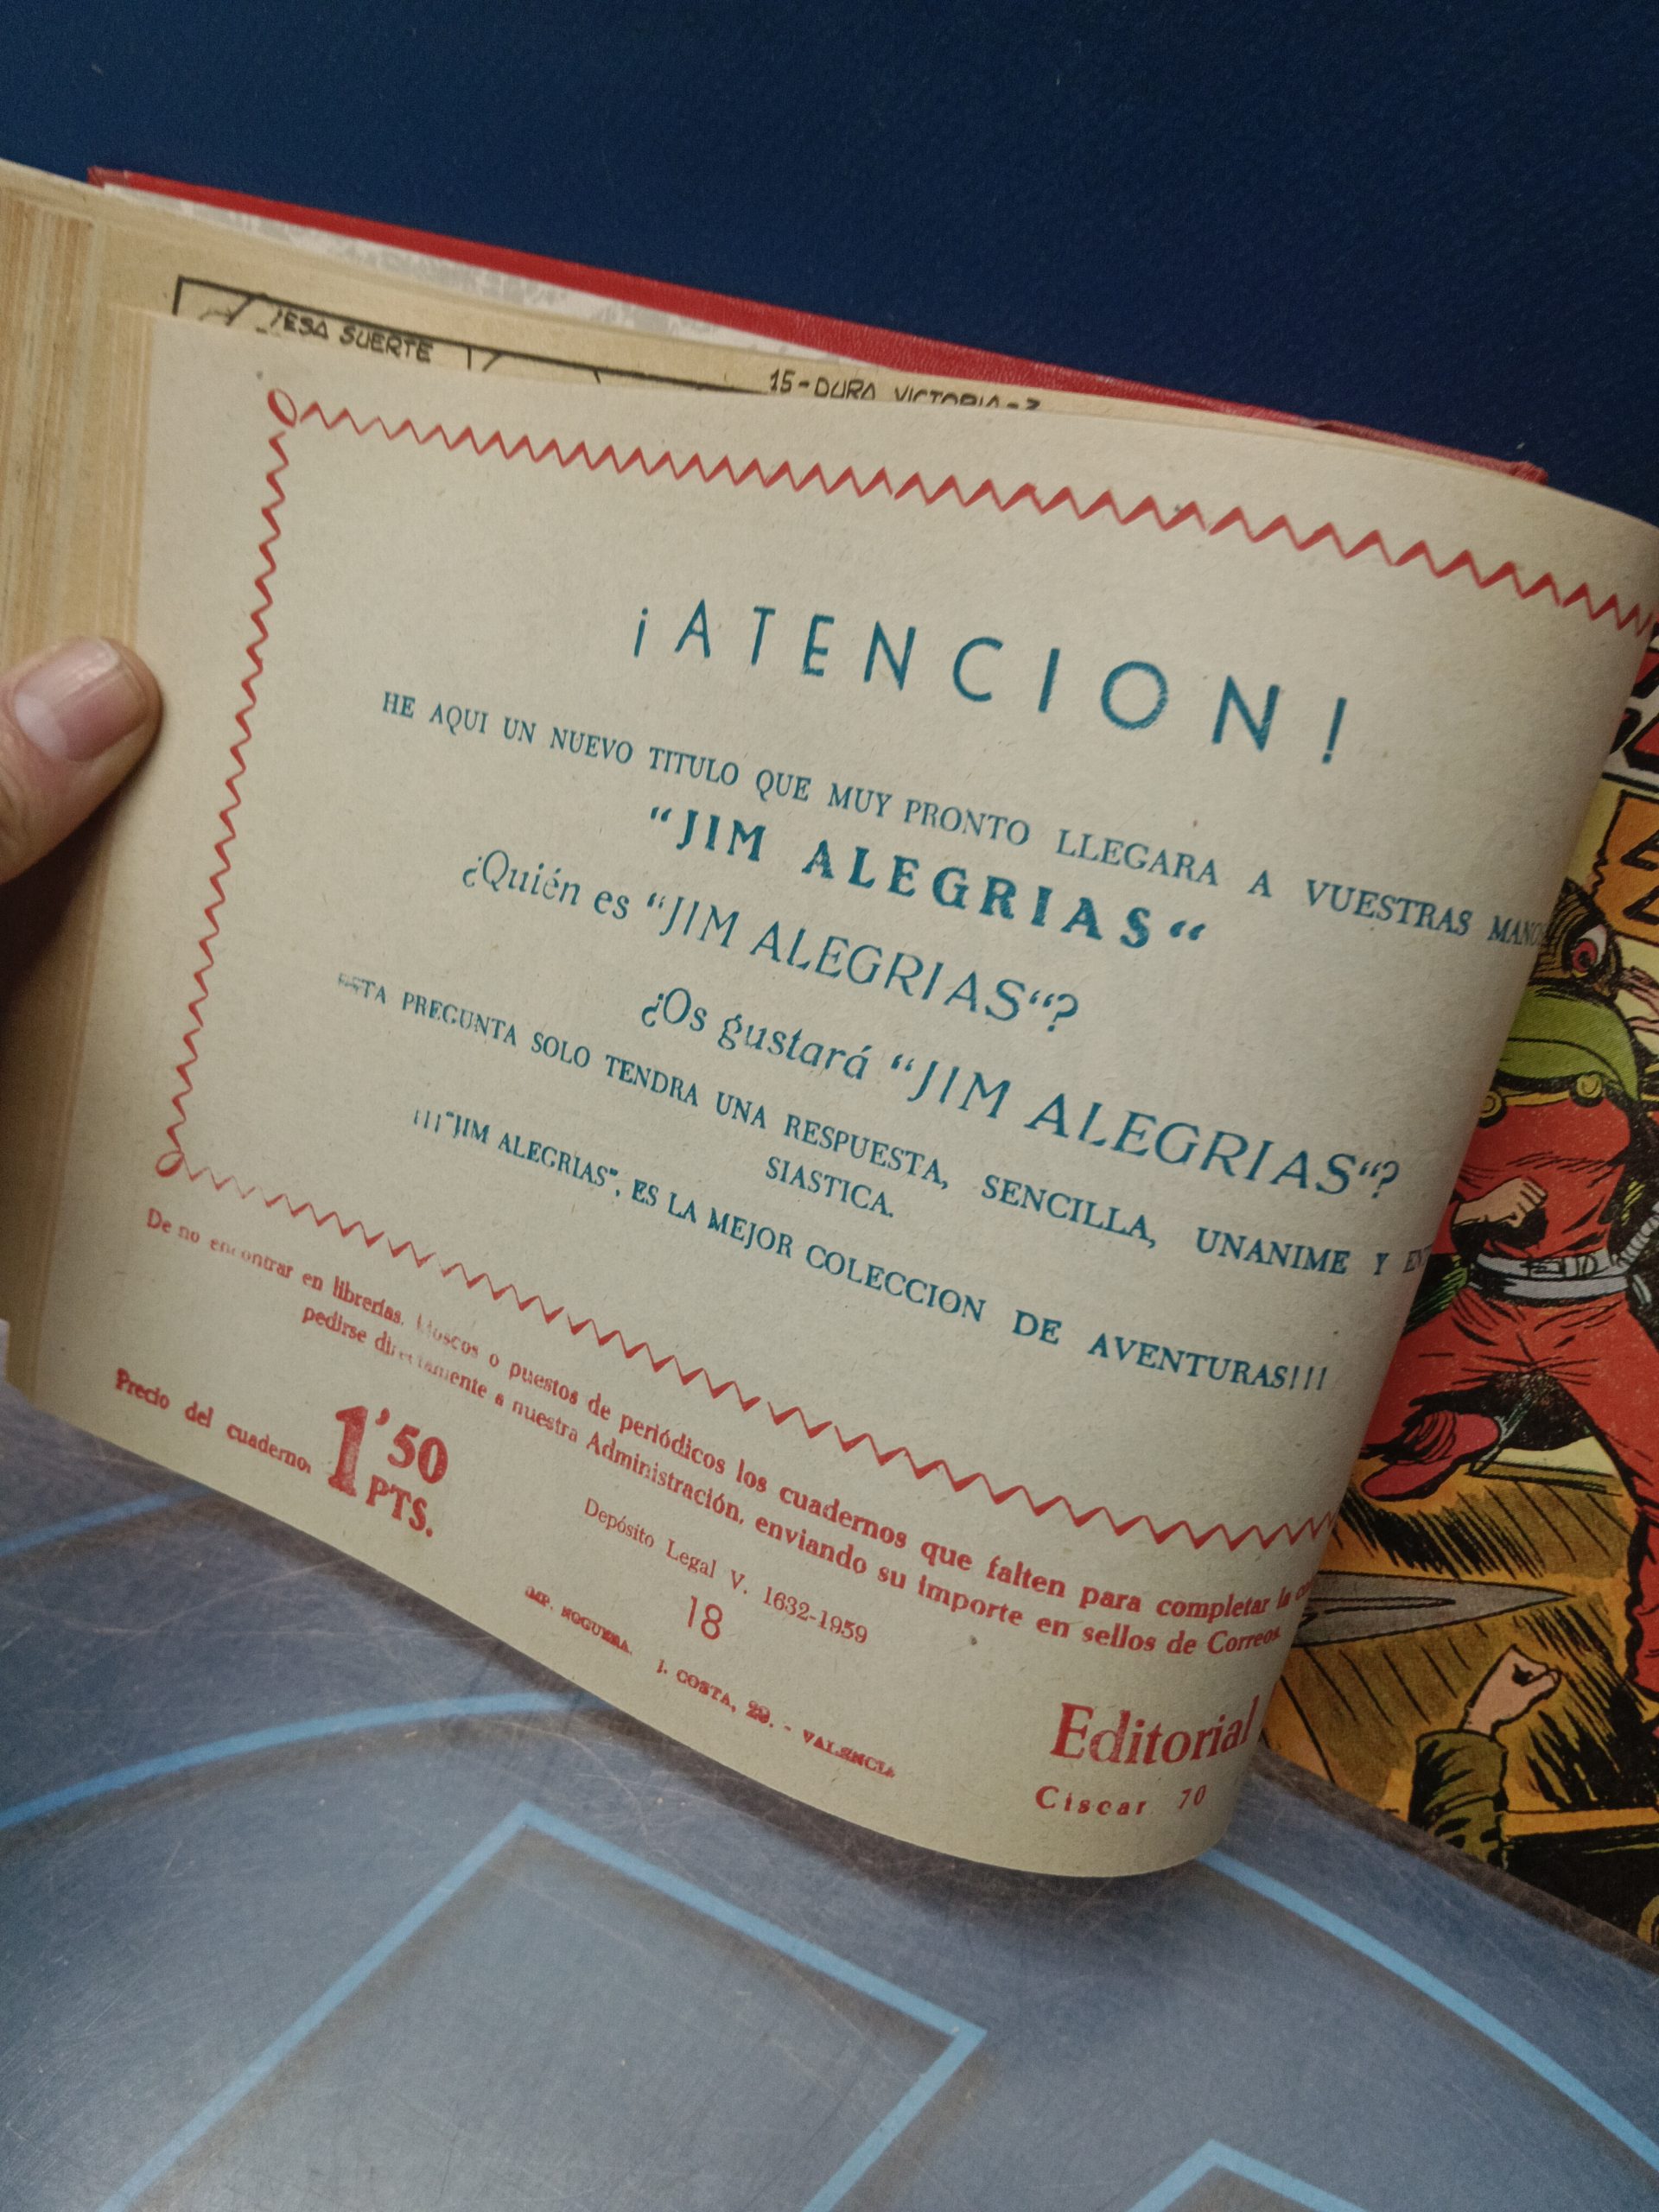 ¡ESA SUERTE
15-DURA VICTORIA-
¡ATENCION!
HE AQUI UN NUEVO TITULO QUE MUY PRONTO LLEGARA A VUESTRAS
"JIM ALEGRIAS"
¿Quién es "JIM ALEGRIAS"?
¿Os gustará "JIM ALEGRIAS"?
ESTA PREGUNTA SOLO TENDRA UNA RESPUESTA, SENCILLA, UNANIME Y
SIASTICA.
¡¡¡"JIM ALEGRIAS", ES LA MEJOR COLECCION DE AVENTURAS!!!
De no encontrar en librerías, kioscos o puestos de periódicos los cuadernos que falten para completar la
pedirse directamente a nuestra Administración, enviando su importe en sellos de Correos.
Precio del cuaderno, 1'50 PTS.
Depósito Legal V. 1632-1959
18
IMP. NOGUERA. J. COSTA, 29. - VALENCIA
Editorial
Ciscar 70